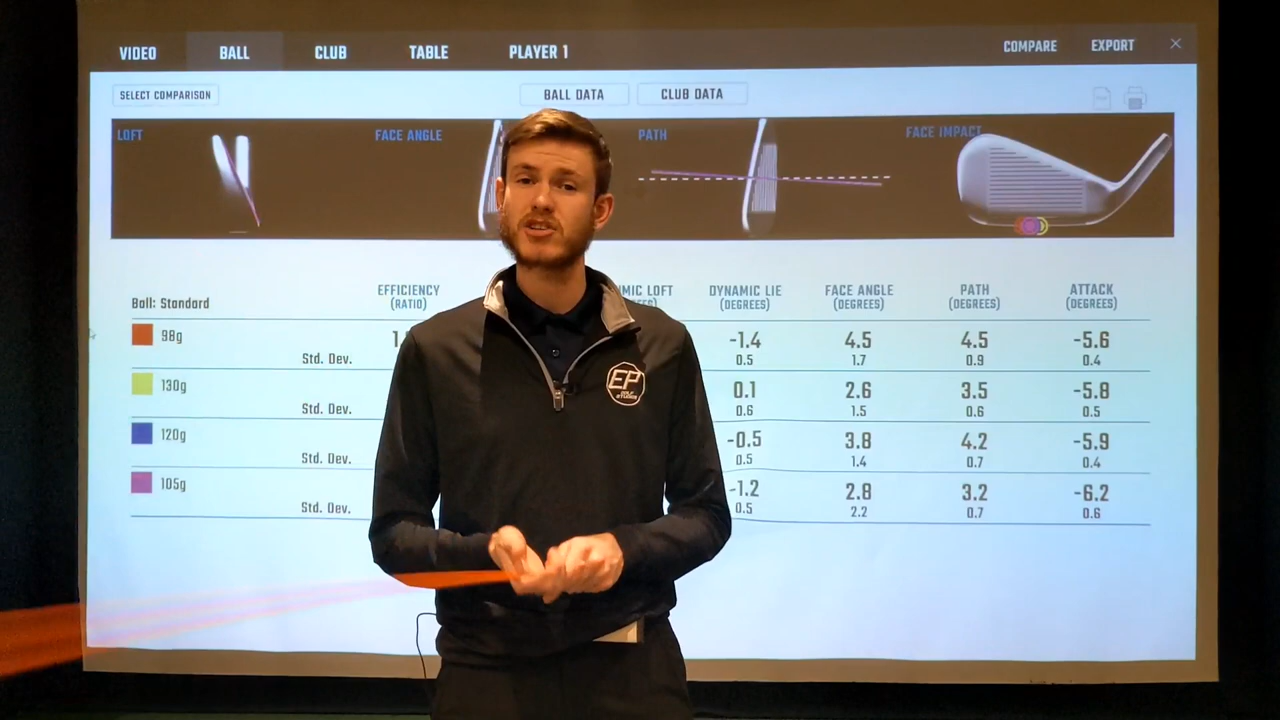 VIDEO BALL CLUB TABLE PLAYER 1 COMPARE EXPORT ×
SELECT COMPARISON BALL DATA CLUB DATA
LOFT FACE ANGLE PATH FACE IMPACT
EFFICIENCY LOFT DYNAMIC LIE FACE ANGLE PATH ATTACK
Ball: Standard (RATIO) (DEGREES) (DEGREES) (DEGREES) (DEGREES)
98g -1.4 4.5 4.5 -5.6
Std. Dev. 0.5 1.7 0.9 0.4
130g 0.1 2.6 3.5 -5.8
Std. Dev. 0.6 1.5 0.6 0.5
120g -0.5 3.8 4.2 -5.9
Std. Dev. 0.5 1.4 0.7 0.4
105g -1.2 2.8 3.2 -6.2
Std. Dev. 0.5 2.2 0.7 0.6
EP
GOLF
STUDIOS